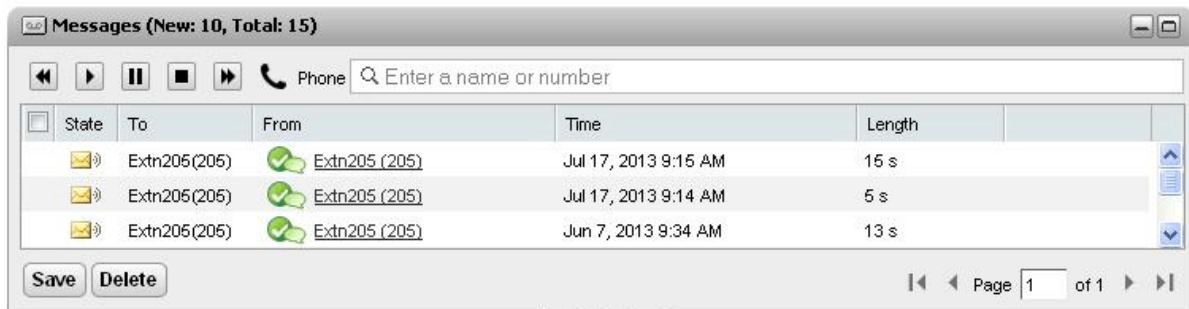 Messages (New: 10, Total: 15)
Phone Enter a name or number
State To From Time Length
Extn205(205) Extn205 (205) Jul 17, 2013 9:15 AM 15 s
Extn205(205) Extn205 (205) Jul 17, 2013 9:14 AM 5 s
Extn205(205) Extn205 (205) Jun 7, 2013 9:34 AM 13 s
Save Delete Page 1 of 1